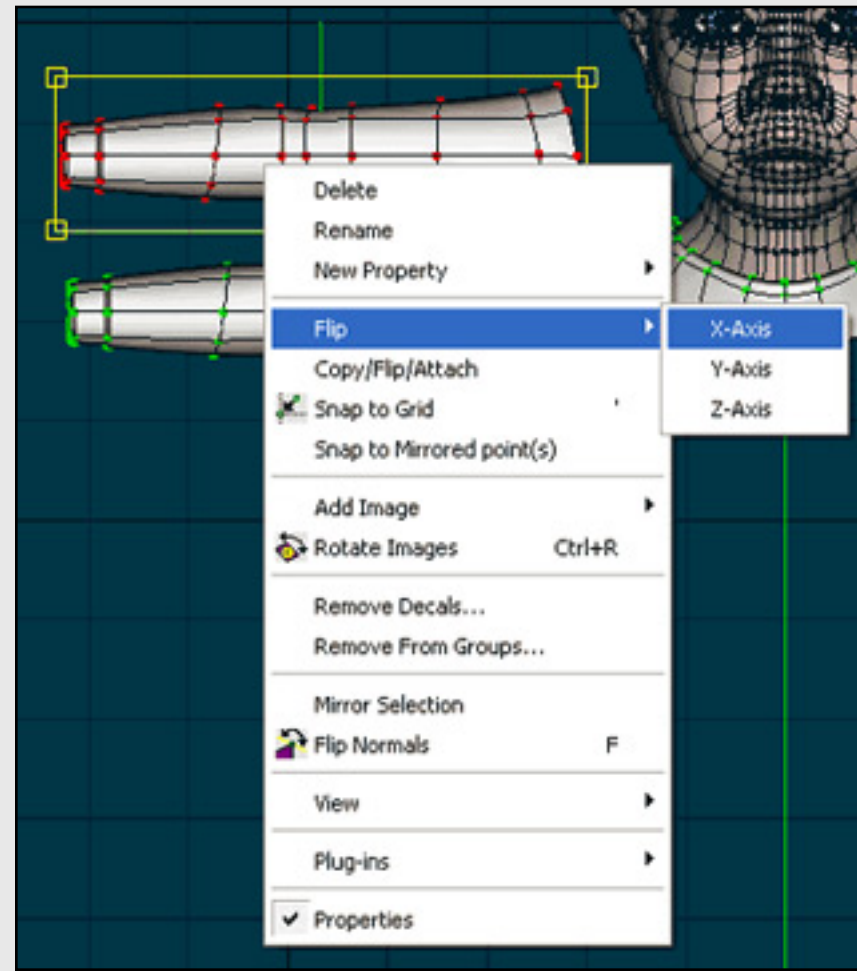 Delete
Rename
New Property
Flip
X-Axis
Y-Axis
Z-Axis
Copy/Flip/Attach
Snap to Grid '
Snap to Mirrored point(s)
Add Image
Rotate Images Ctrl+R
Remove Decals...
Remove From Groups...
Mirror Selection
Flip Normals F
View
Plug-ins
Properties